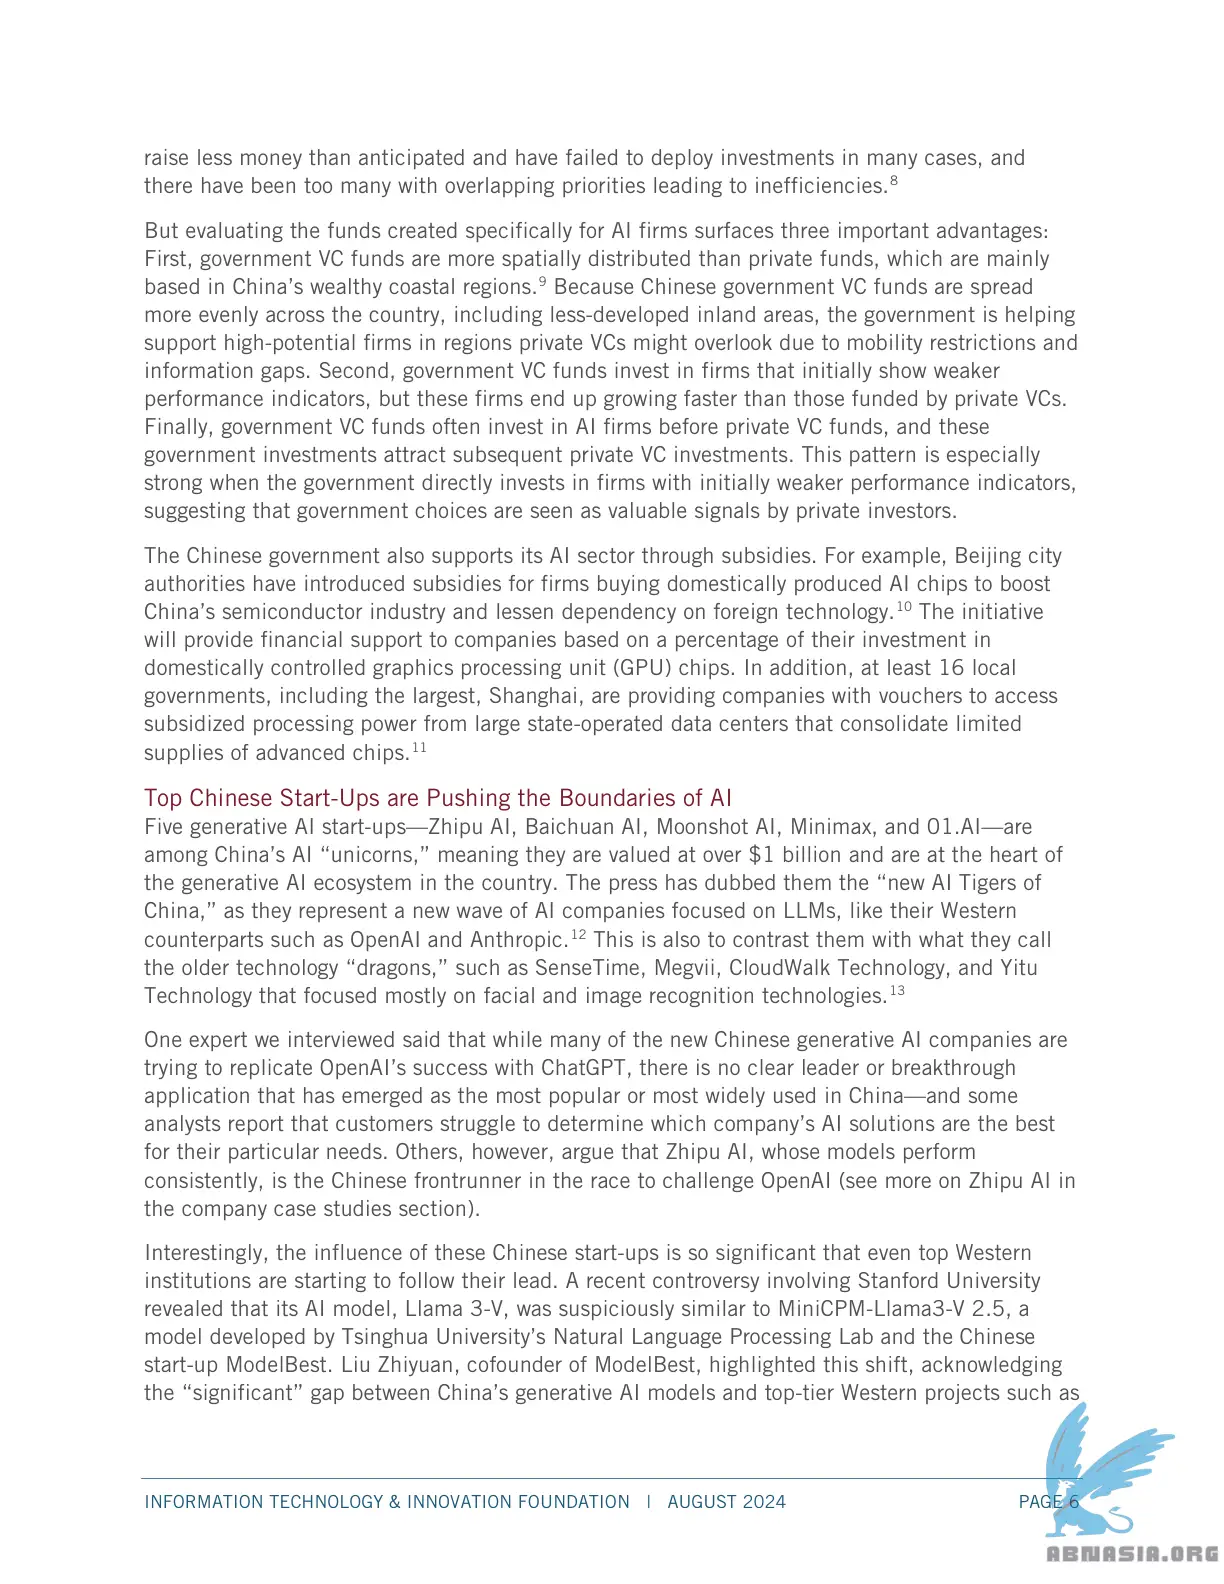 raise less money than anticipated and have failed to deploy investments in many cases, and
there have been too many with overlapping priorities leading to inefficiencies.8
But evaluating the funds created specifically for AI firms surfaces three important advantages:
First, government VC funds are more spatially distributed than private funds, which are mainly
based in China’s wealthy coastal regions.9 Because Chinese government VC funds are spread
more evenly across the country, including less-developed inland areas, the government is helping
support high-potential firms in regions private VCs might overlook due to mobility restrictions and
information gaps. Second, government VC funds invest in firms that initially show weaker
performance indicators, but these firms end up growing faster than those funded by private VCs.
Finally, government VC funds often invest in AI firms before private VC funds, and these
government investments attract subsequent private VC investments. This pattern is especially
strong when the government directly invests in firms with initially weaker performance indicators,
suggesting that government choices are seen as valuable signals by private investors.
The Chinese government also supports its AI sector through subsidies. For example, Beijing city
authorities have introduced subsidies for firms buying domestically produced AI chips to boost
China’s semiconductor industry and lessen dependency on foreign technology.10 The initiative
will provide financial support to companies based on a percentage of their investment in
domestically controlled graphics processing unit (GPU) chips. In addition, at least 16 local
governments, including the largest, Shanghai, are providing companies with vouchers to access
subsidized processing power from large state-operated data centers that consolidate limited
supplies of advanced chips.11
Top Chinese Start-Ups are Pushing the Boundaries of AI
Five generative AI start-ups—Zhipu AI, Baichuan AI, Moonshot AI, Minimax, and 01.AI—are
among China’s AI “unicorns,” meaning they are valued at over $1 billion and are at the heart of
the generative AI ecosystem in the country. The press has dubbed them the “new AI Tigers of
China,” as they represent a new wave of AI companies focused on LLMs, like their Western
counterparts such as OpenAI and Anthropic.12 This is also to contrast them with what they call
the older technology “dragons,” such as SenseTime, Megvii, CloudWalk Technology, and Yitu
Technology that focused mostly on facial and image recognition technologies.13
One expert we interviewed said that while many of the new Chinese generative AI companies are
trying to replicate OpenAI’s success with ChatGPT, there is no clear leader or breakthrough
application that has emerged as the most popular or most widely used in China—and some
analysts report that customers struggle to determine which company’s AI solutions are the best
for their particular needs. Others, however, argue that Zhipu AI, whose models perform
consistently, is the Chinese frontrunner in the race to challenge OpenAI (see more on Zhipu AI in
the company case studies section).
Interestingly, the influence of these Chinese start-ups is so significant that even top Western
institutions are starting to follow their lead. A recent controversy involving Stanford University
revealed that its AI model, Llama 3-V, was suspiciously similar to MiniCPM-Llama3-V 2.5, a
model developed by Tsinghua University’s Natural Language Processing Lab and the Chinese
start-up ModelBest. Liu Zhiyuan, cofounder of ModelBest, highlighted this shift, acknowledging
the “significant” gap between China’s generative AI models and top-tier Western projects such as
INFORMATION TECHNOLOGY & INNOVATION FOUNDATION | AUGUST 2024 PAGE 6
ABNASIA.ORG